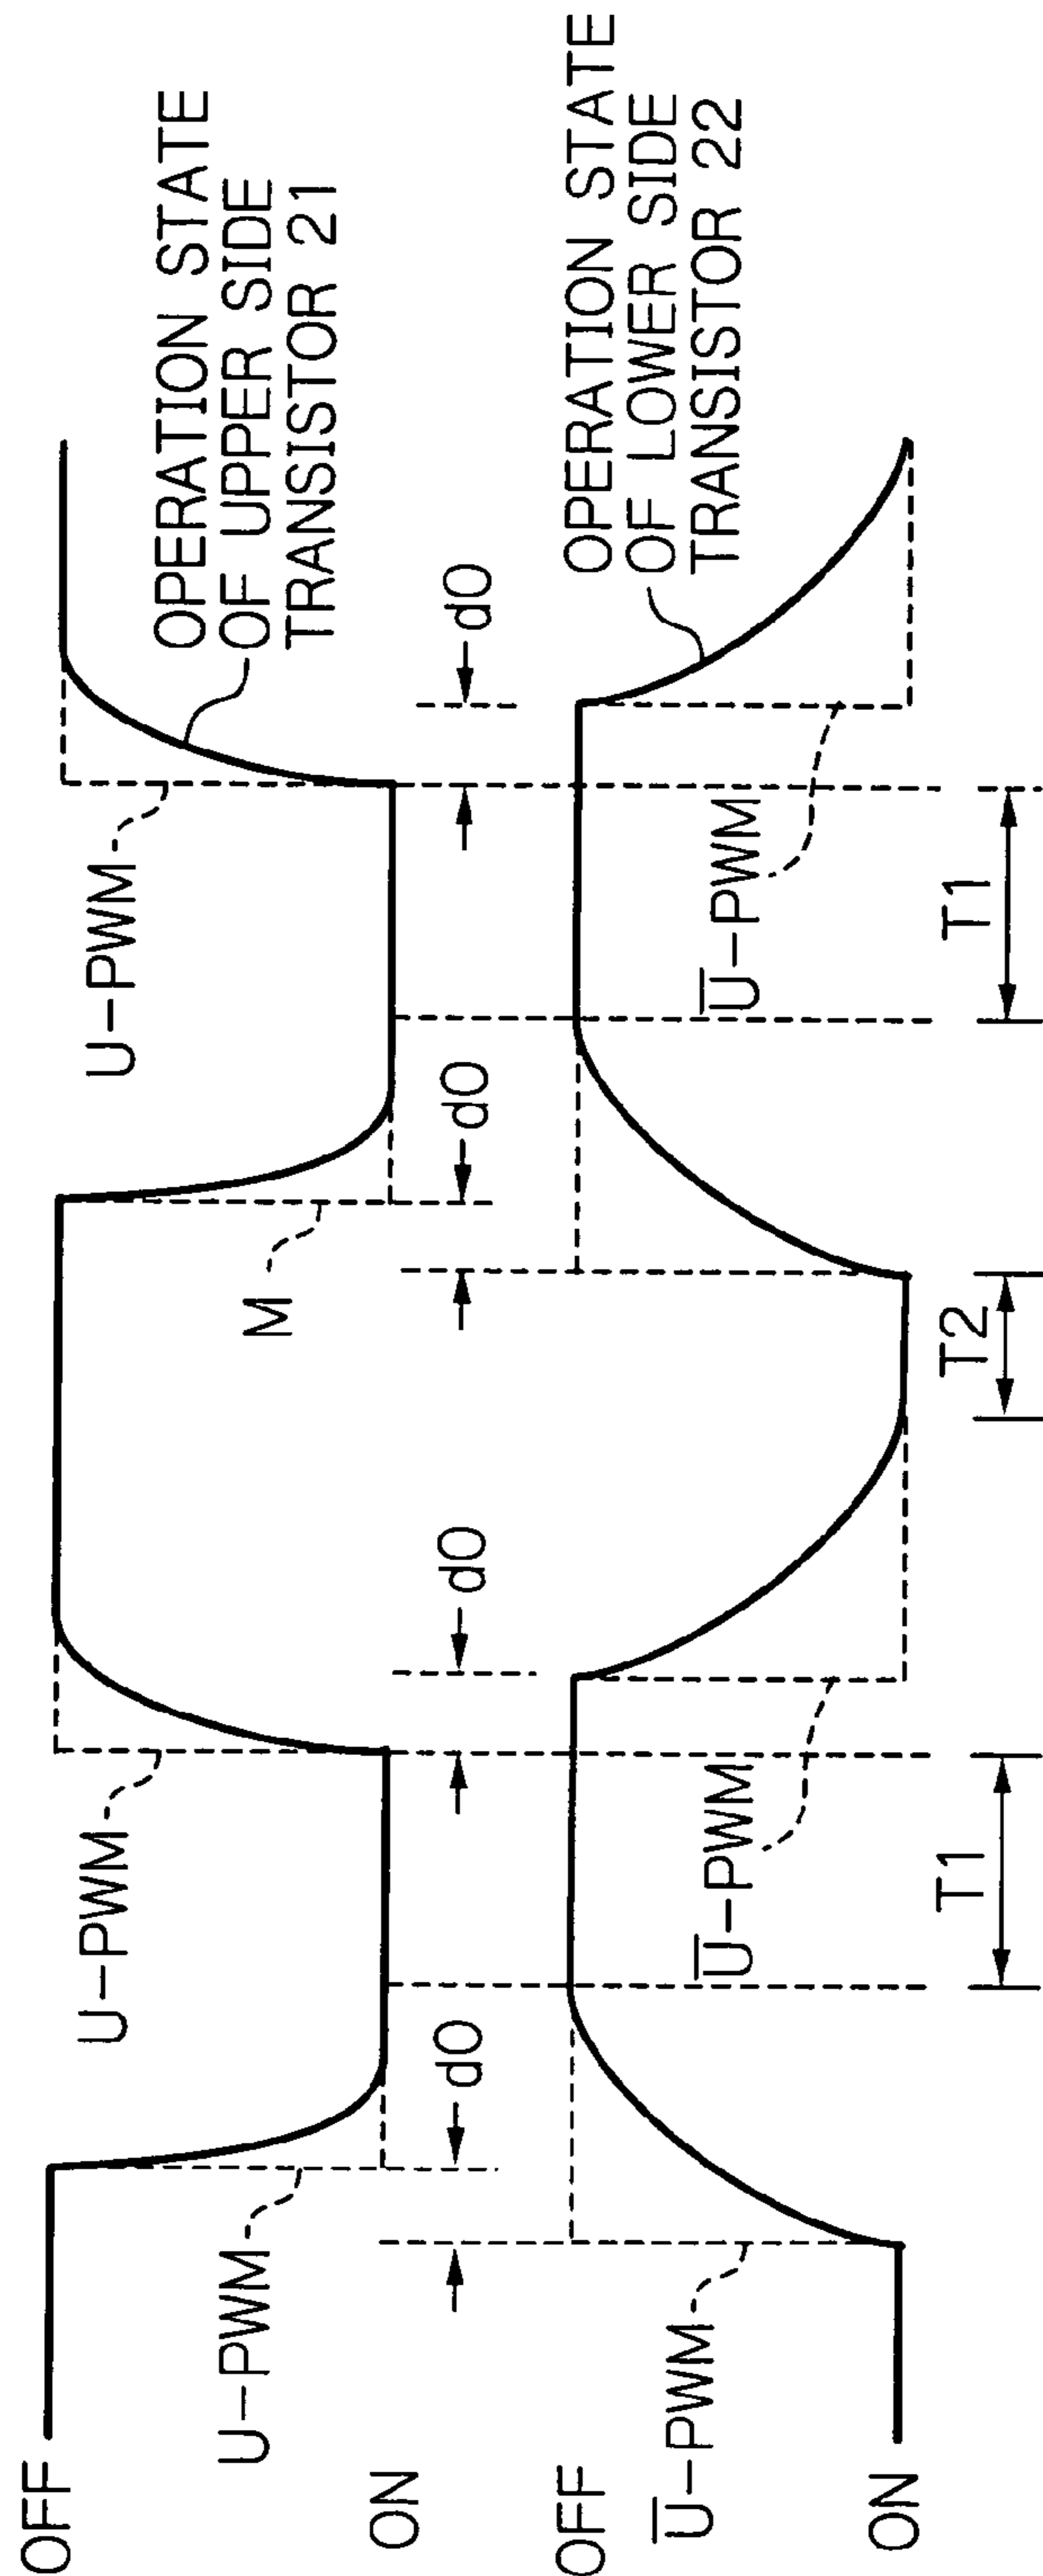 OFF
U-PWM
ON
OFF
U̅-PWM
ON
d0
U-PWM
T1
U̅-PWM
d0
T2
M
d0
U-PWM
T1
U̅-PWM
d0
OPERATION STATE
OF UPPER SIDE
TRANSISTOR 21
OPERATION STATE
OF LOWER SIDE
TRANSISTOR 22